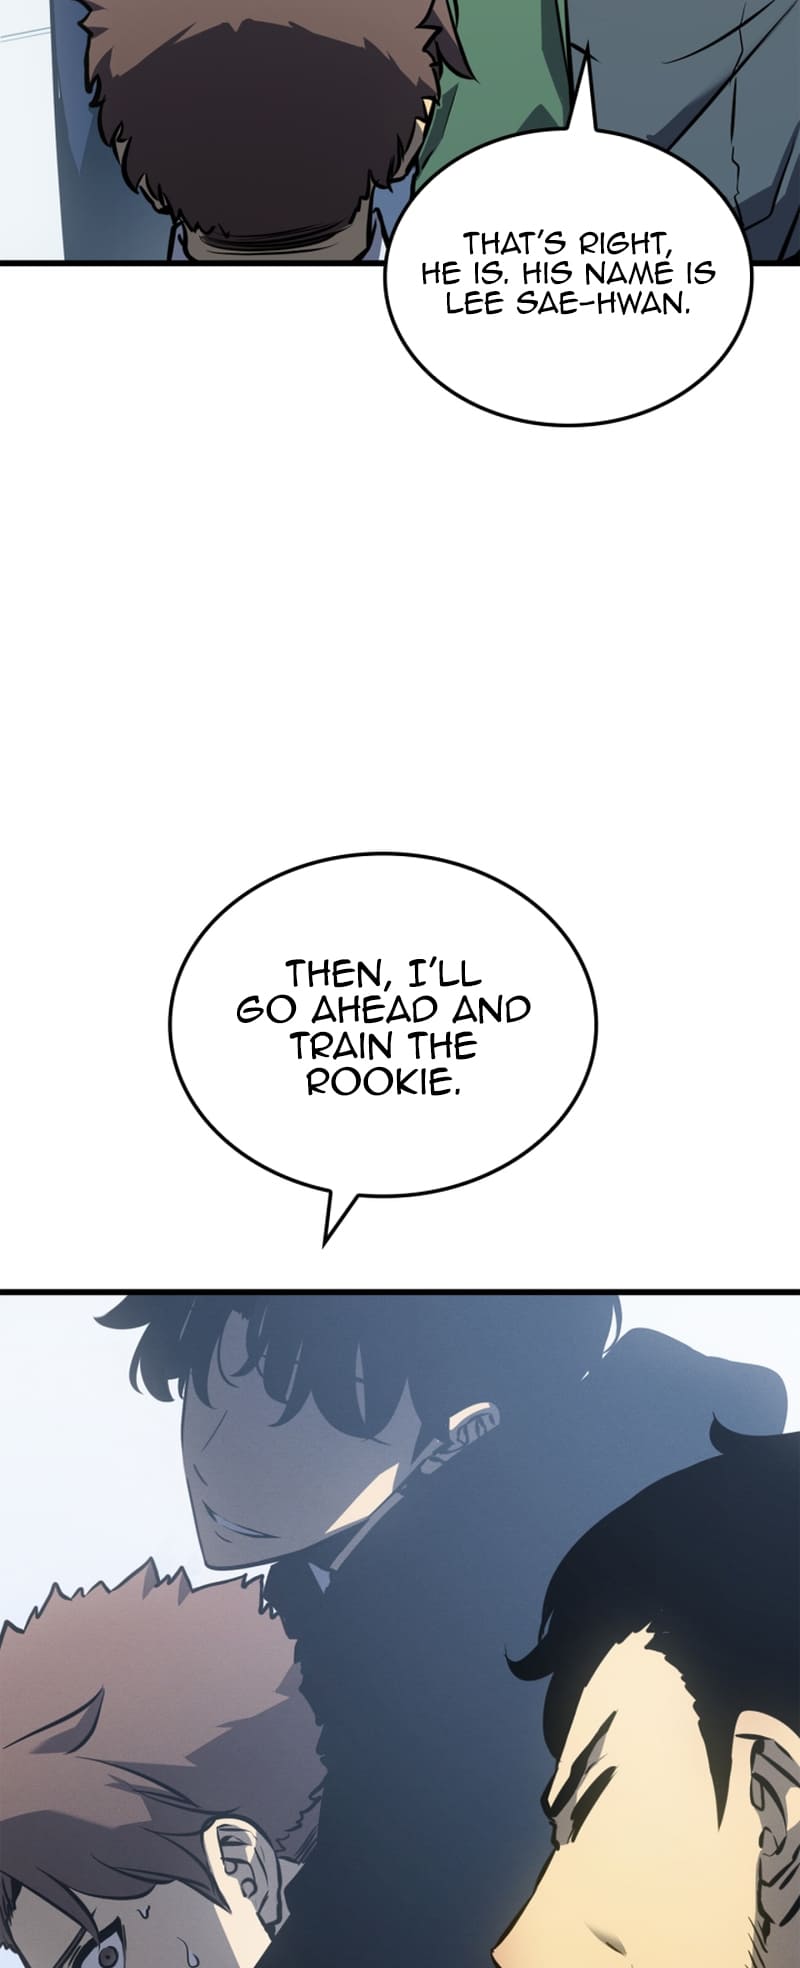 THAT'S RIGHT,
HE IS. HIS NAME IS
LEE SAE-HWAN.
THEN, I'LL
GO AHEAD AND
TRAIN THE
ROOKIE.